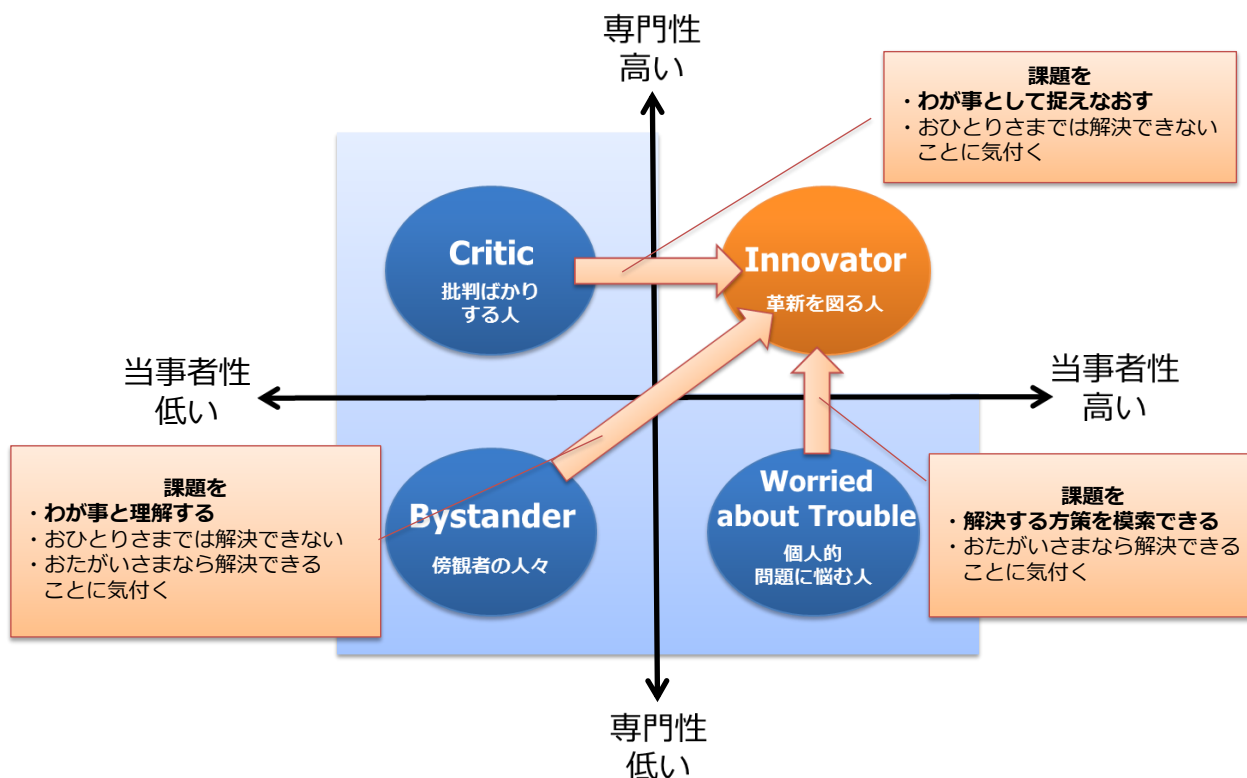 専門性
高い
課題を
・わが事として捉えなおす
・おひとりさまでは解決できない
ことに気付く
Critic
批判ばかり
する人
Innovator
革新を図る人
当事者性
低い
当事者性
高い
課題を
・わが事と理解する
・おひとりさまでは解決できない
・おたがいさまなら解決できる
ことに気付く
Bystander
傍観者の人々
Worried
about Trouble
個人的
問題に悩む人
課題を
・解決する方策を模索できる
・おたがいさまなら解決できる
ことに気付く
専門性
低い